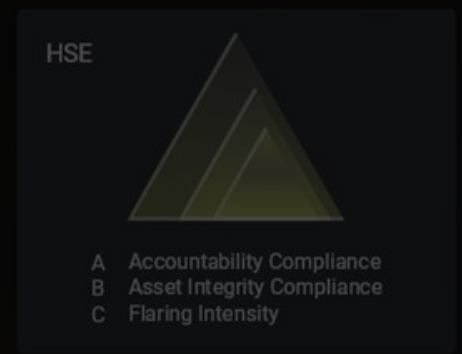 HSE
A Accountability Compliance
B Asset Integrity Compliance
C Flaring Intensity